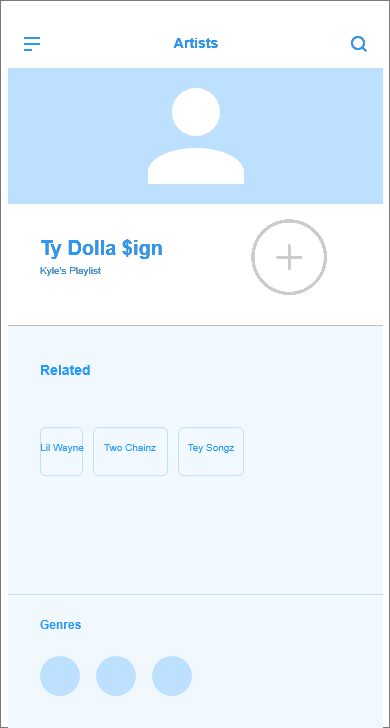 Artists
Ty Dolla $ign
Kyle's Playlist
Related
Lil Wayne
Two Chainz
Tey Songz
Genres